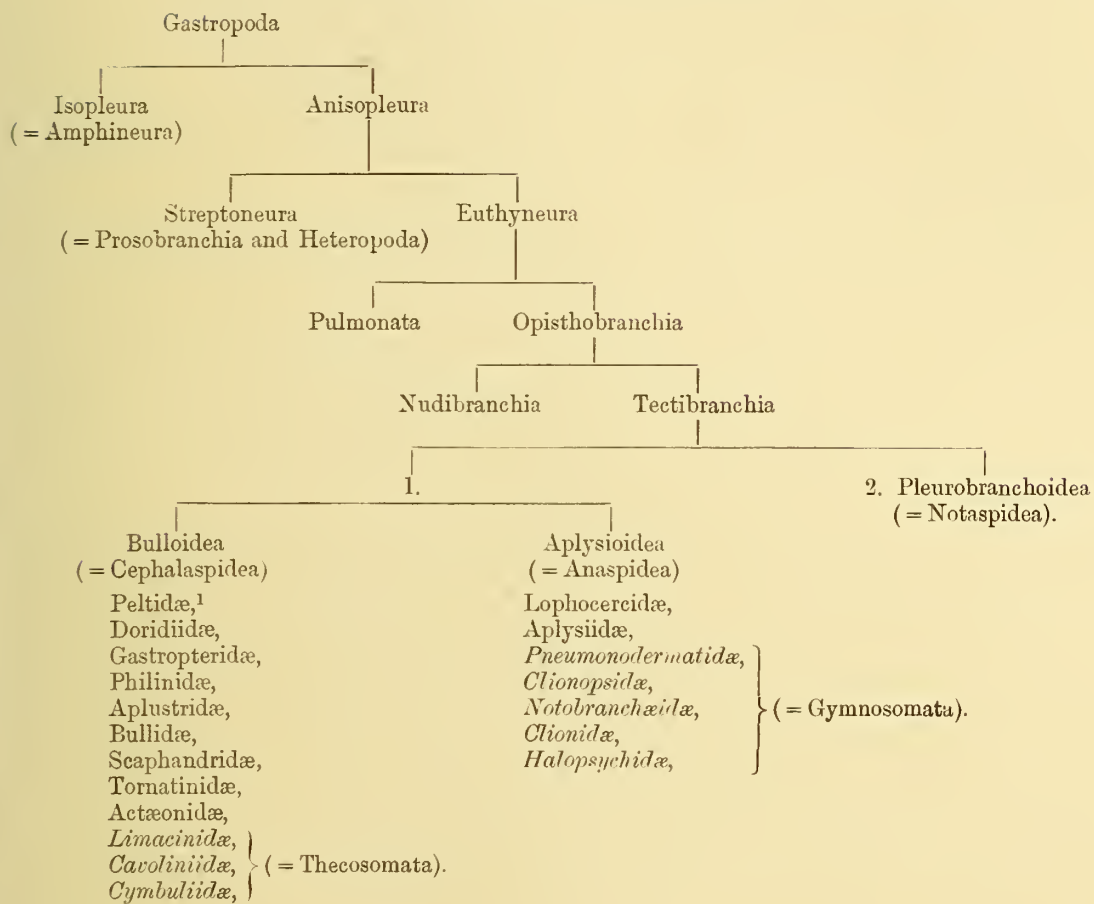 Gastropoda
Isopleura Anisopleura
(= Amphineura)
Streptoneura Euthyneura
(= Prosobranchia and Heteropoda)
Pulmonata Opisthobranchia
Nudibranchia Tectibranchia
1. 2. Pleurobranchoidea
(= Notaspidea).
Bulloidea Aplysioidea
(= Cephalaspidea) (= Anaspidea)
Peltidæ,¹ Lophocercidæ,
Doridiidæ, Aplysiidæ,
Gastropteridæ, Pneumonodermatidæ,
Philinidæ, Clionopsidæ,
Aplustridæ, Notobranchæidæ, (= Gymnosomata).
Bullidæ, Clionidæ,
Scaphandridæ, Halopsychidæ,
Tornatinidæ,
Actæonidæ,
Limacinidæ,
Cavoliniidæ, (= Thecosomata).
Cymbuliidæ,